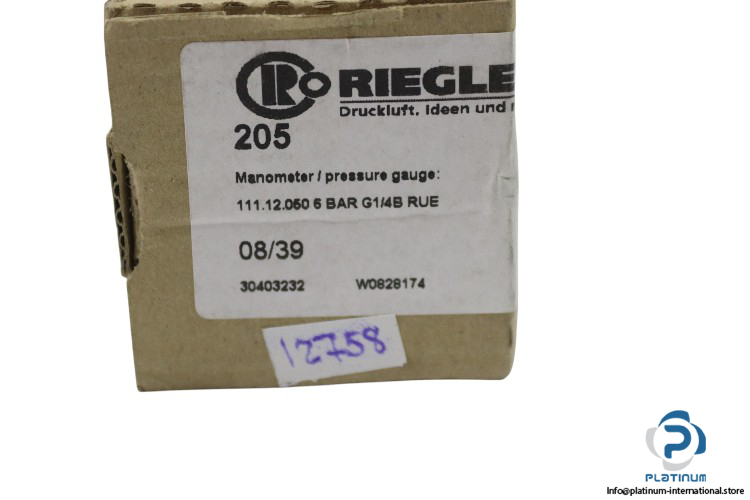 RIEGLE
Druckluft. Ideen und
205
Manometer / pressure gauge:
111.12.050 6 BAR G1/4B RUE
08/39
30403232 W0828174
12758
PLATINUM
Info@platinum-international.store